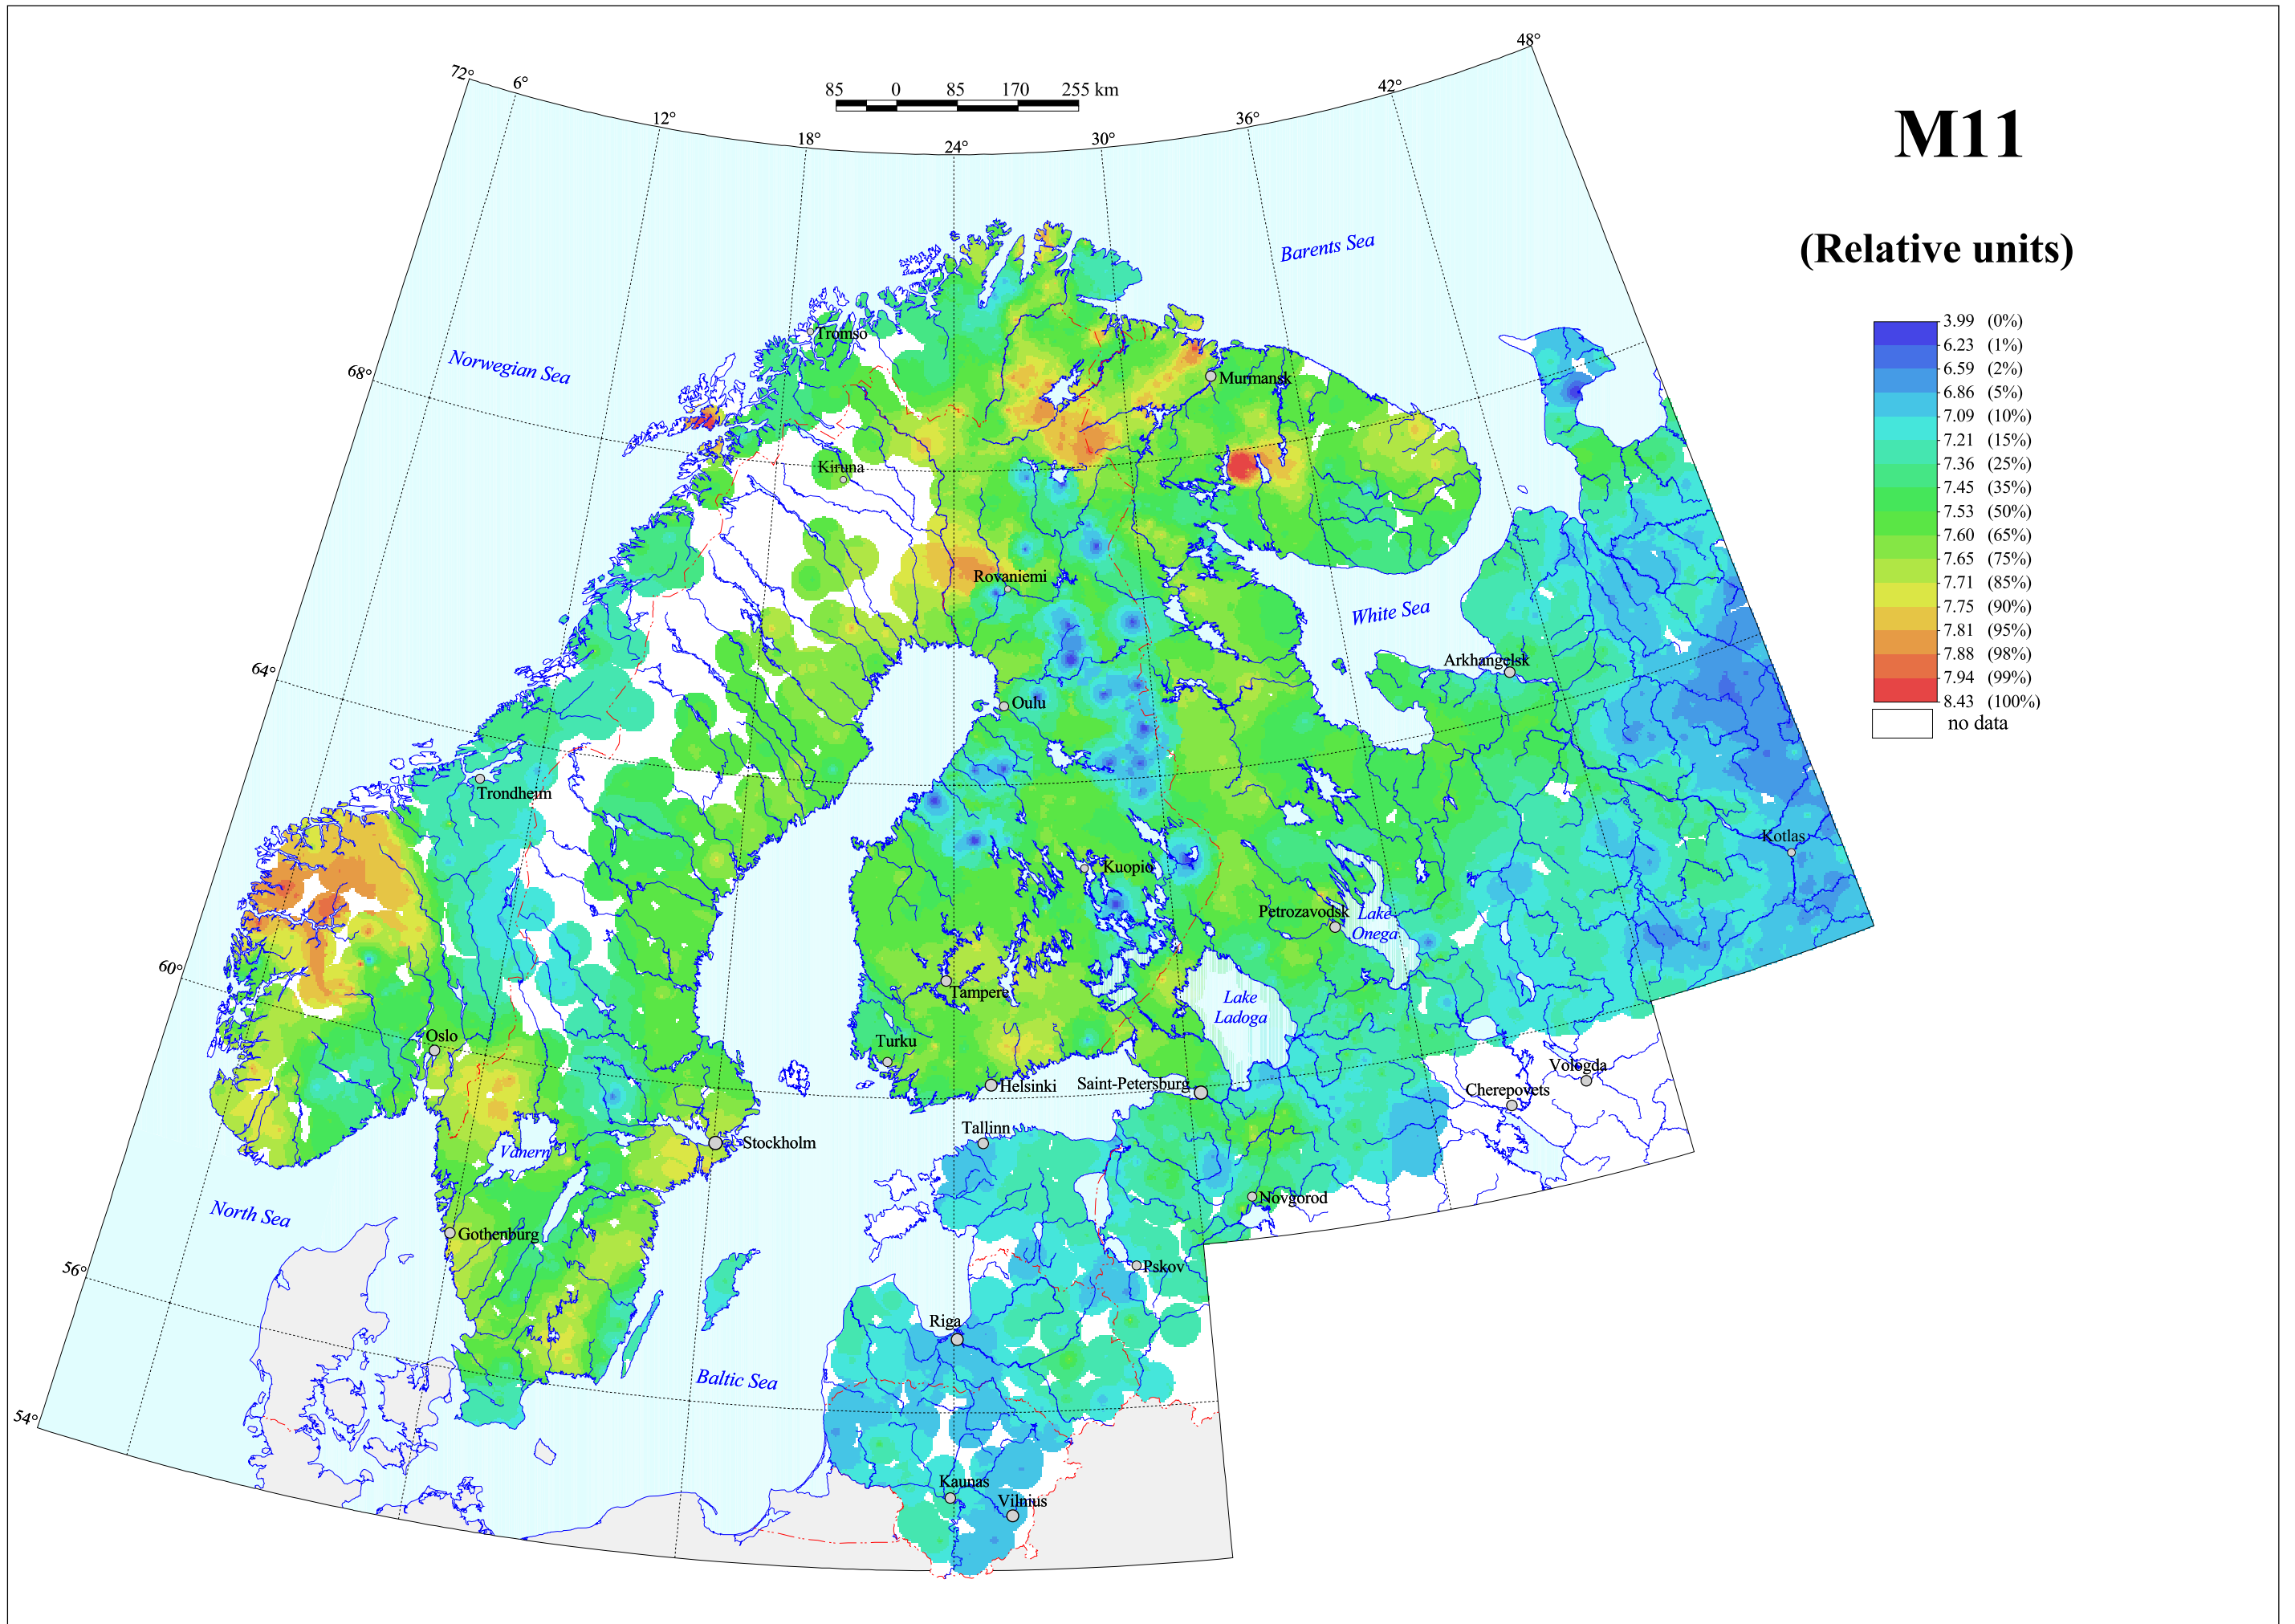 48°
72°
6°
42°
85 0 85 170 255 km
12°
36°
18°
24°
30°
M11
(Relative units)
Barents Sea
3.99 (0%)
6.23 (1%)
6.59 (2%)
6.86 (5%)
7.09 (10%)
7.21 (15%)
7.36 (25%)
7.45 (35%)
7.53 (50%)
7.60 (65%)
7.65 (75%)
7.71 (85%)
7.75 (90%)
7.81 (95%)
7.88 (98%)
7.94 (99%)
8.43 (100%)
no data
Tromso
Norwegian Sea
68°
Murmansk
Kiruna
Rovaniemi
White Sea
Arkhangelsk
64°
Oulu
Trondheim
Kotlas
Kuopio
Petrozavodsk
Lake
Onega
60°
Tampere
Lake
Ladoga
Oslo
Turku
Helsinki
Saint-Petersburg
Vologda
Cherepovets
Tallinn
Stockholm
Vanern
Novgorod
North Sea
Gothenburg
56°
Pskov
Riga
Baltic Sea
54°
Kaunas
Vilnius